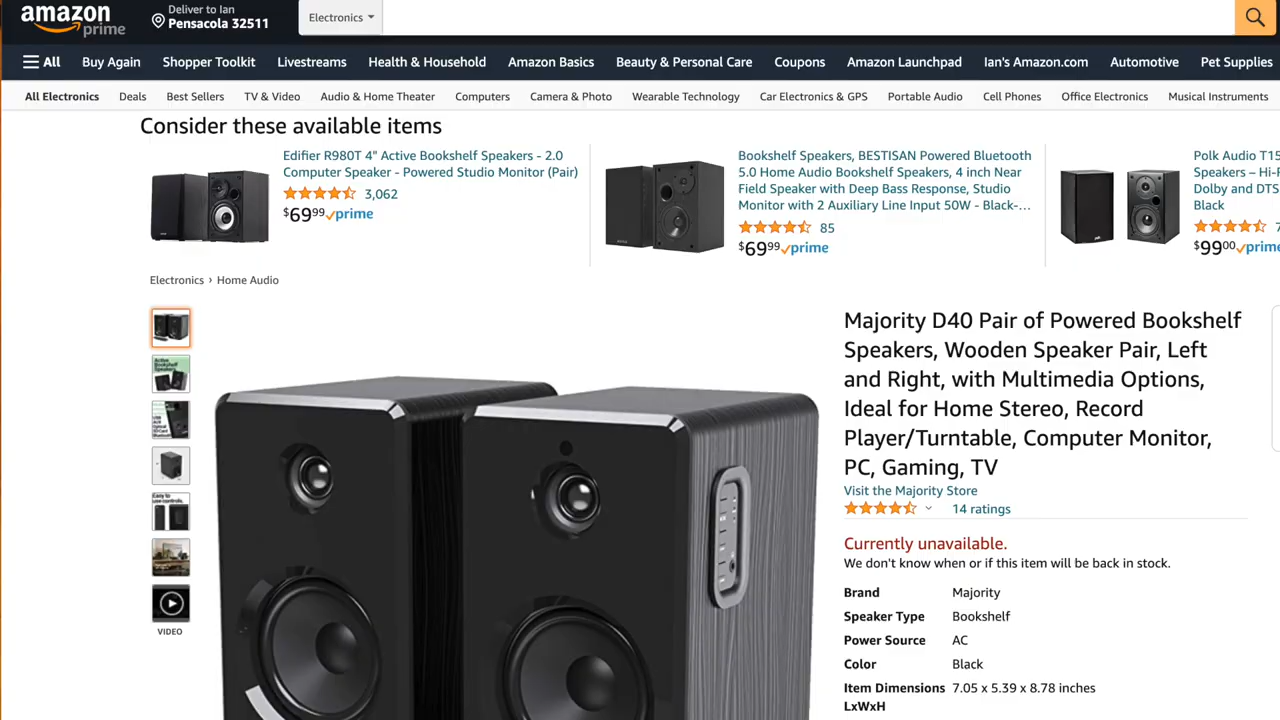 amazon
prime
Deliver to Ian
Pensacola 32511
Electronics
All
Buy Again
Shopper Toolkit
Livestreams
Health & Household
Amazon Basics
Beauty & Personal Care
Coupons
Amazon Launchpad
Ian's Amazon.com
Automotive
Pet Supplies
All Electronics
Deals
Best Sellers
TV & Video
Audio & Home Theater
Computers
Camera & Photo
Wearable Technology
Car Electronics & GPS
Portable Audio
Cell Phones
Office Electronics
Musical Instruments
Consider these available items
Edifier R980T 4" Active Bookshelf Speakers - 2.0
Computer Speaker - Powered Studio Monitor (Pair)
3,062
$69.99 prime
Bookshelf Speakers, BESTISAN Powered Bluetooth
5.0 Home Audio Bookshelf Speakers, 4 inch Near
Field Speaker with Deep Bass Response, Studio
Monitor with 2 Auxiliary Line Input 50W - Black-...
85
$69.99 prime
Polk Audio T15
Speakers – Hi-F
Dolby and DTS
Black
7
$99.00 prime
Electronics › Home Audio
Active
Bookshelf
Speakers
Easy to
use controls.
VIDEO
Majority D40 Pair of Powered Bookshelf
Speakers, Wooden Speaker Pair, Left
and Right, with Multimedia Options,
Ideal for Home Stereo, Record
Player/Turntable, Computer Monitor,
PC, Gaming, TV
Visit the Majority Store
14 ratings
Currently unavailable.
We don't know when or if this item will be back in stock.
Brand Majority
Speaker Type Bookshelf
Power Source AC
Color Black
Item Dimensions 7.05 x 5.39 x 8.78 inches
LxWxH